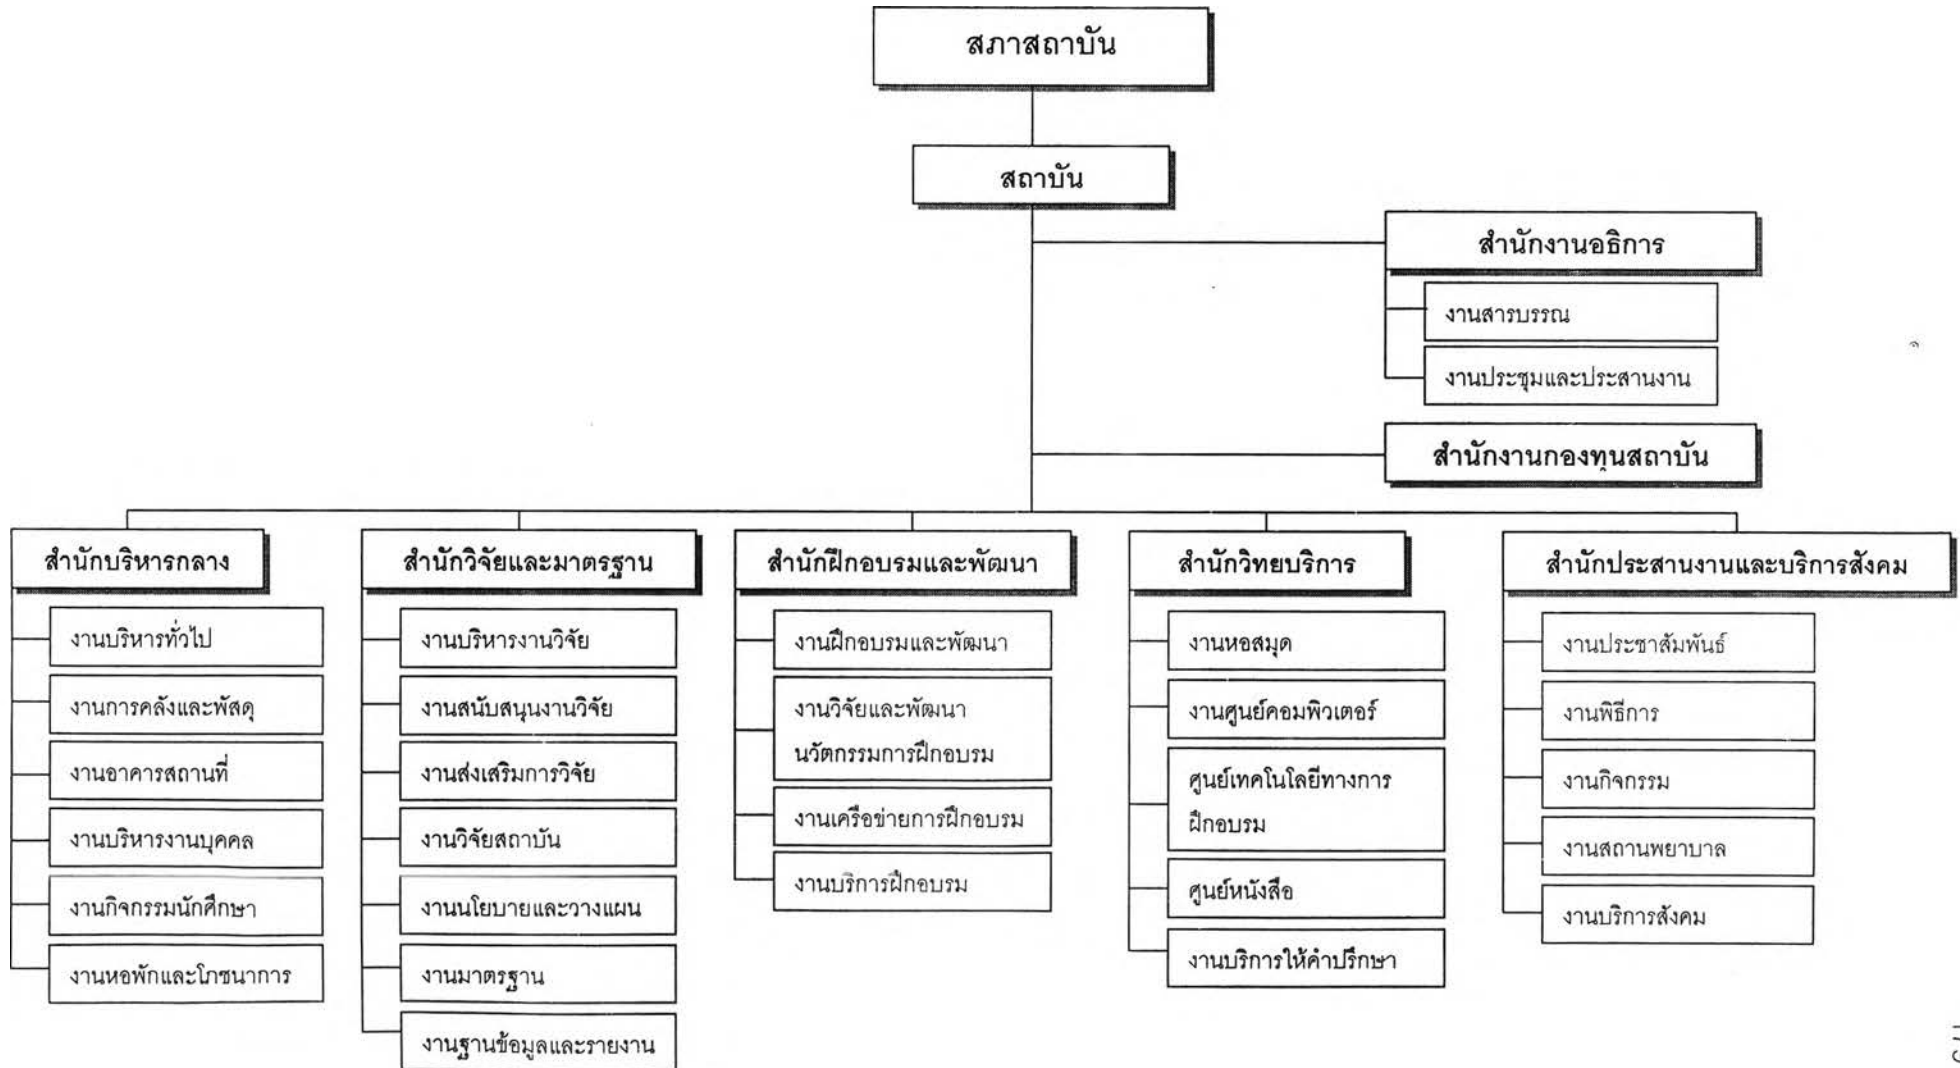 สภาสถาบัน
สถาบัน
สำนักงานอธิการ
งานสารบรรณ
งานประชุมและประสานงาน
สำนักงานกองทุนสถาบัน
สำนักบริหารกลาง
งานบริหารทั่วไป
งานการคลังและพัสดุ
งานอาคารสถานที่
งานบริหารงานบุคคล
งานกิจกรรมนักศึกษา
งานหอพักและโภชนาการ
สำนักวิจัยและมาตรฐาน
งานบริหารงานวิจัย
งานสนับสนุนงานวิจัย
งานส่งเสริมการวิจัย
งานวิจัยสถาบัน
งานนโยบายและวางแผน
งานมาตรฐาน
งานฐานข้อมูลและรายงาน
สำนักฝึกอบรมและพัฒนา
งานฝึกอบรมและพัฒนา
งานวิจัยและพัฒนา
นวัตกรรมการฝึกอบรม
งานเครือข่ายการฝึกอบรม
งานบริการฝึกอบรม
สำนักวิทยบริการ
งานหอสมุด
งานศูนย์คอมพิวเตอร์
ศูนย์เทคโนโลยีทางการ
ฝึกอบรม
ศูนย์หนังสือ
งานบริการให้คำปรึกษา
สำนักประสานงานและบริการสังคม
งานประชาสัมพันธ์
งานพิธีการ
งานกิจกรรม
งานสถานพยาบาล
งานบริการสังคม